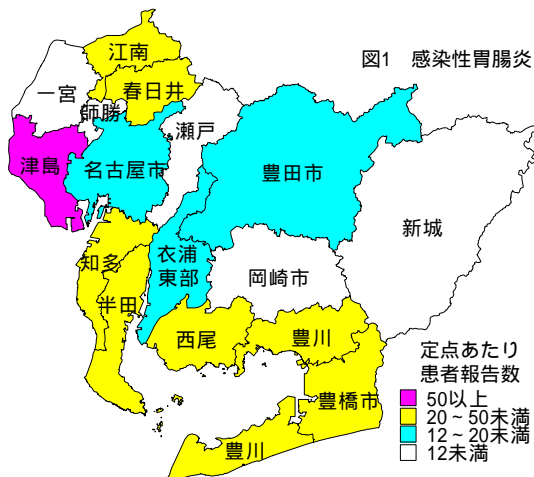 図1 感染性胃腸炎
江南
春日井
一宮
師勝
瀬戸
津島
名古屋市
豊田市
新城
知多
半田
衣浦
東部
岡崎市
西尾
豊川
豊橋市
豊川
定点あたり
患者報告数
50以上
20～50未満
12～20未満
12未満